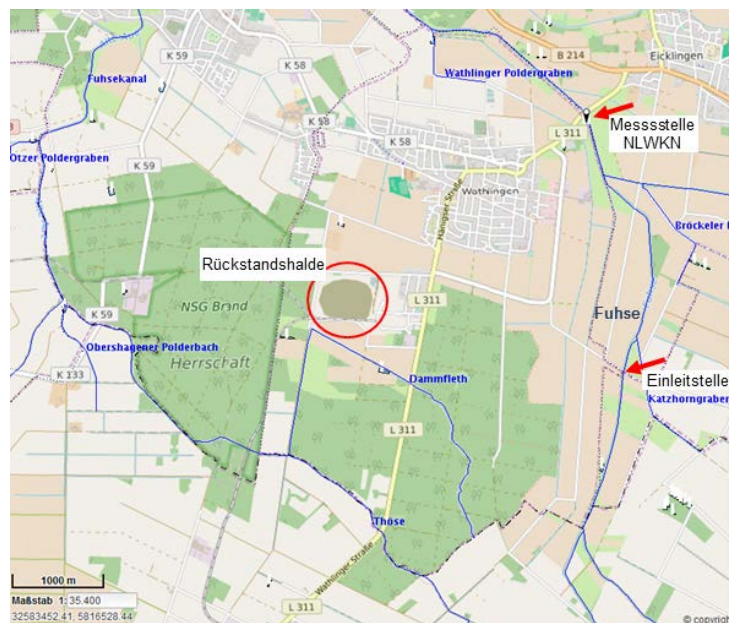 K 59
K 58
B 214
Eicklingen
Fuhsekanal
Wathlinger Poldergraben
K 58
L 311
Messsstelle
NLWKN
Otzer Poldergraben
K 59
K 58
Wathlingen
Hänigser Straße
Bröckeler
Rückstandshalde
NSG Brand
L 311
K 59
Fuhse
Obershagener Polderbach
Herrschaft
K 133
Dammfleth
Einleitstelle
Katzhorngraben
L 311
Thöse
Wathlinger Straße
1000 m
Maßstab 1: 35.400
L 311
32583452.41, 5816528.44
© copyright